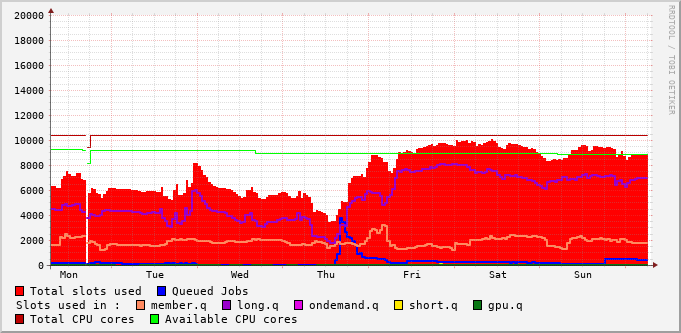 20000
18000
16000
14000
12000
10000
8000
6000
4000
2000
0
Mon Tue Wed Thu Fri Sat Sun
RRDTOOL / TOBI OETIKER
Total slots used Queued Jobs
Slots used in : member.q long.q ondemand.q short.q gpu.q
Total CPU cores Available CPU cores